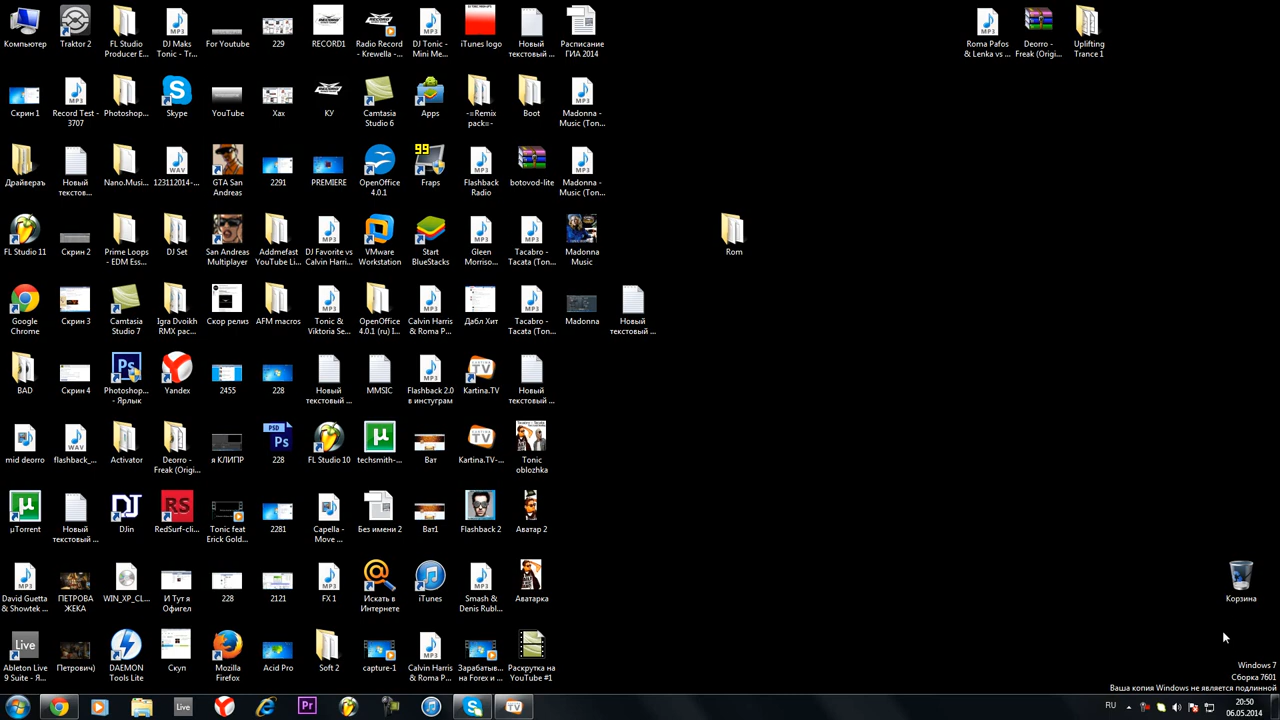 Компьютер
Traktor 2
FL Studio
Producer E...
DJ Maks
Tonic - Tr...
For Youtube
229
RECORD1
Radio Record
- Krewella -...
DJ Tonic -
Mini Me...
iTunes logo
Новый
текстовый ...
Расписание
ГИА 2014
Roma Pafos
& Lenka vs ...
Deorro -
Freak (Origi...
Uplifting
Trance 1
Скрин 1
Record Test -
3707
Photoshop...
Skype
YouTube
Хах
КУ
Camtasia
Studio 6
Apps
-=Remix
pack=-
Boot
Madonna -
Music (Ton...
Драйверъ
Новый
текстов...
Nano.Musi...
123112014-...
GTA San
Andreas
2291
PREMIERE
OpenOffice
4.0.1
99
Fraps
Flashback
Radio
botovod-lite
Madonna -
Music (Ton...
FL Studio 11
Скрин 2
Prime Loops
- EDM Ess...
DJ Set
San Andreas
Multiplayer
Addmefast
YouTube Li...
DJ Favorite vs
Calvin Harri...
VMware
Workstation
Start
BlueStacks
Gleen
Morriso...
Tacabro -
Tacata (Ton...
Madonna
Music
Rom
Google
Chrome
Скрин 3
Camtasia
Studio 7
Igra Dvoikh
RMX pac...
Скор релиз
AFM macros
Tonic &
Viktoria Se...
OpenOffice
4.0.1 (ru) I...
Calvin Harris
& Roma P...
Дабл Хит
Tacabro -
Tacata (Ton...
Madonna
Новый
текстовый ...
BAD
Скрин 4
Photoshop...
- Ярлык
Yandex
2455
228
Новый
текстовый ...
MMSIC
Flashback 2.0
в инстуграм
Kartina.TV
Новый
текстовый ...
mid deorro
flashback_...
Activator
Deorro -
Freak (Origi...
я КЛИПР
228
FL Studio 10
techsmith-...
Ват
Kartina.TV-...
Tonic
oblozhka
µTorrent
Новый
текстовый ...
DJin
RedSurf-cli...
Tonic feat
Erick Gold...
2281
Capella -
Move ...
Без имени 2
Ват1
Flashback 2
Аватар 2
David Guetta
& Showtek ...
ПЕТРОВА
ЖЕКА
WIN_XP_CL...
И Тут я
Офигел
228
2121
FX 1
Искать в
Интернете
iTunes
Smash &
Denis Rubl...
Аватарка
Корзина
Ableton Live
9 Suite - Я...
Петрович)
DAEMON
Tools Lite
Скуп
Mozilla
Firefox
Acid Pro
Soft 2
capture-1
Calvin Harris
& Roma P...
Зарабатыв...
на Forex и ...
Раскрутка на
YouTube #1
Windows 7
Сборка 7601
Ваша копия Windows не является подлинной
RU
20:50
06.05.2014